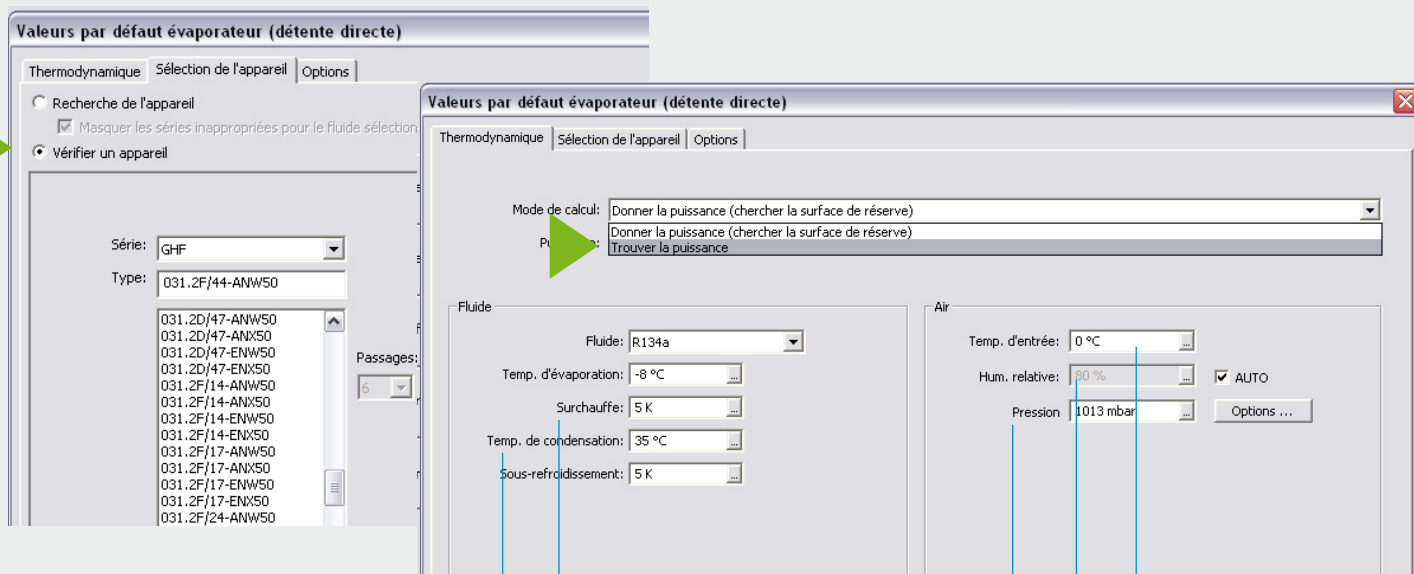 Valeurs par défaut évaporateur (détente directe)
Thermodynamique Sélection de l'appareil Options
Recherche de l'appareil
Masquer les séries inappropriées pour le fluide sélection
Vérifier un appareil
Série: GHF
Type: 031.2F/44-ANW50
031.2D/47-ANW50
031.2D/47-ANX50
031.2D/47-ENW50
031.2D/47-ENX50
031.2F/14-ANW50
031.2F/14-ANX50
031.2F/14-ENW50
031.2F/14-ENX50
031.2F/17-ANW50
031.2F/17-ANX50
031.2F/17-ENW50
031.2F/17-ENX50
031.2F/24-ANW50
Passages:
6
Valeurs par défaut évaporateur (détente directe)
Thermodynamique Sélection de l'appareil Options
Mode de calcul: Donner la puissance (chercher la surface de réserve)
Donner la puissance (chercher la surface de réserve)
Trouver la puissance
Fluide
Fluide: R134a
Temp. d'évaporation: -8 °C ...
Surchauffe: 5 K ...
Temp. de condensation: 35 °C ...
Sous-refroidissement: 5 K ...
Air
Temp. d'entrée: 0 °C ...
Hum. relative: 80 % ... AUTO
Pression 1013 mbar ... Options ...